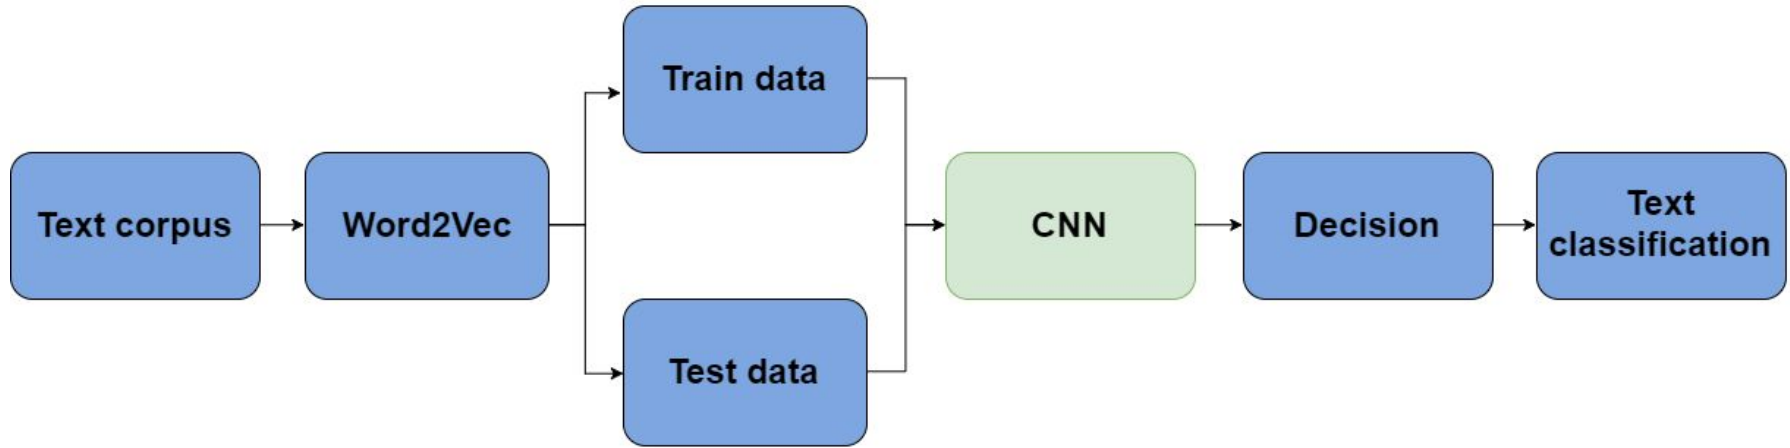 Train data
Text corpus
Word2Vec
CNN
Decision
Text
classification
Test data